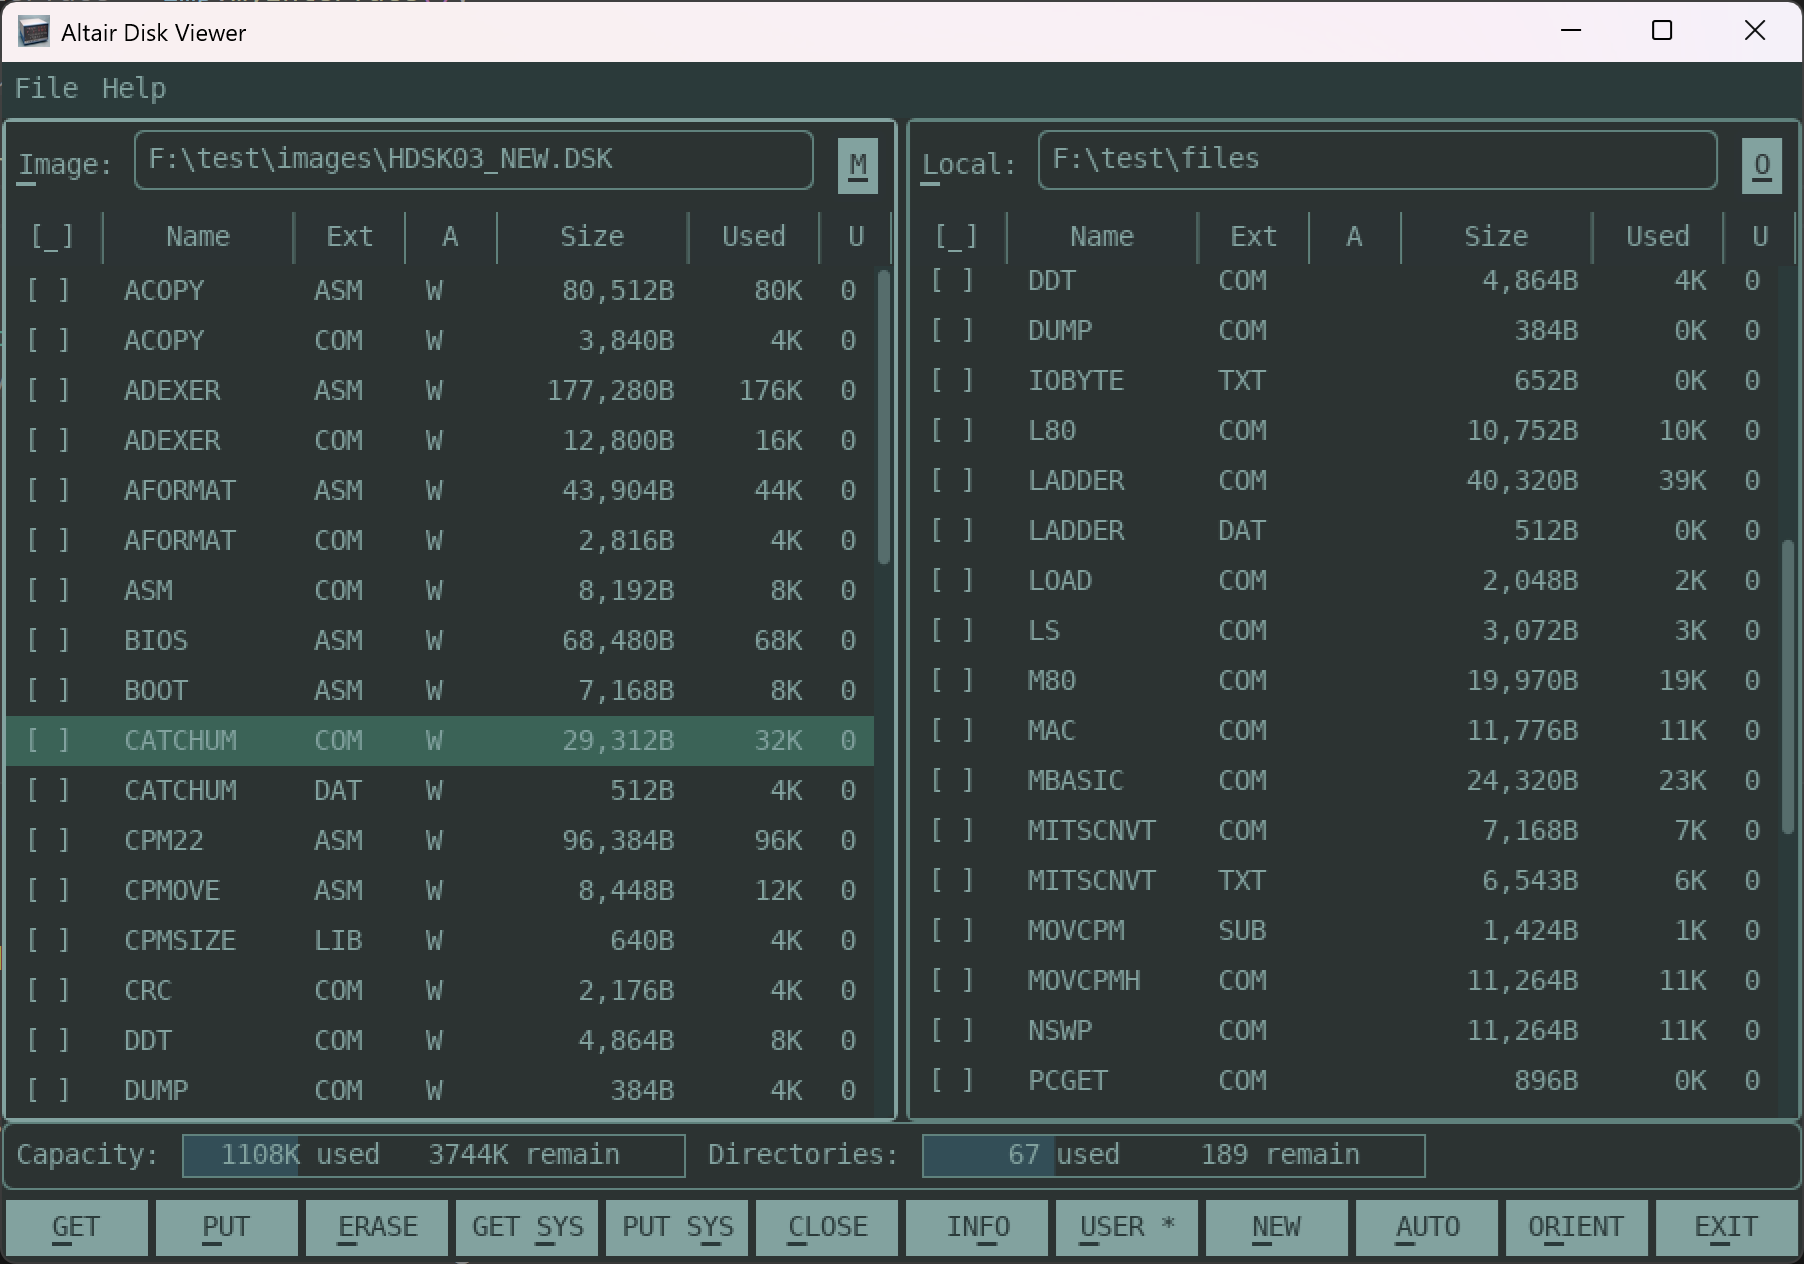 Altair Disk Viewer
File Help
Image: F:\test\images\HDSK03_NEW.DSK M
[_] Name Ext A Size Used U
[ ] ACOPY ASM W 80,512B 80K 0
[ ] ACOPY COM W 3,840B 4K 0
[ ] ADEXER ASM W 177,280B 176K 0
[ ] ADEXER COM W 12,800B 16K 0
[ ] AFORMAT ASM W 43,904B 44K 0
[ ] AFORMAT COM W 2,816B 4K 0
[ ] ASM COM W 8,192B 8K 0
[ ] BIOS ASM W 68,480B 68K 0
[ ] BOOT ASM W 7,168B 8K 0
[ ] CATCHUM COM W 29,312B 32K 0
[ ] CATCHUM DAT W 512B 4K 0
[ ] CPM22 ASM W 96,384B 96K 0
[ ] CPMOVE ASM W 8,448B 12K 0
[ ] CPMSIZE LIB W 640B 4K 0
[ ] CRC COM W 2,176B 4K 0
[ ] DDT COM W 4,864B 8K 0
[ ] DUMP COM W 384B 4K 0
Local: F:\test\files O
[_] Name Ext A Size Used U
[ ] DDT COM 4,864B 4K 0
[ ] DUMP COM 384B 0K 0
[ ] IOBYTE TXT 652B 0K 0
[ ] L80 COM 10,752B 10K 0
[ ] LADDER COM 40,320B 39K 0
[ ] LADDER DAT 512B 0K 0
[ ] LOAD COM 2,048B 2K 0
[ ] LS COM 3,072B 3K 0
[ ] M80 COM 19,970B 19K 0
[ ] MAC COM 11,776B 11K 0
[ ] MBASIC COM 24,320B 23K 0
[ ] MITSCNVT COM 7,168B 7K 0
[ ] MITSCNVT TXT 6,543B 6K 0
[ ] MOVCPM SUB 1,424B 1K 0
[ ] MOVCPMH COM 11,264B 11K 0
[ ] NSWP COM 11,264B 11K 0
[ ] PCGET COM 896B 0K 0
Capacity: 1108K used 3744K remain Directories: 67 used 189 remain
GET PUT ERASE GET SYS PUT SYS CLOSE INFO USER * NEW AUTO ORIENT EXIT